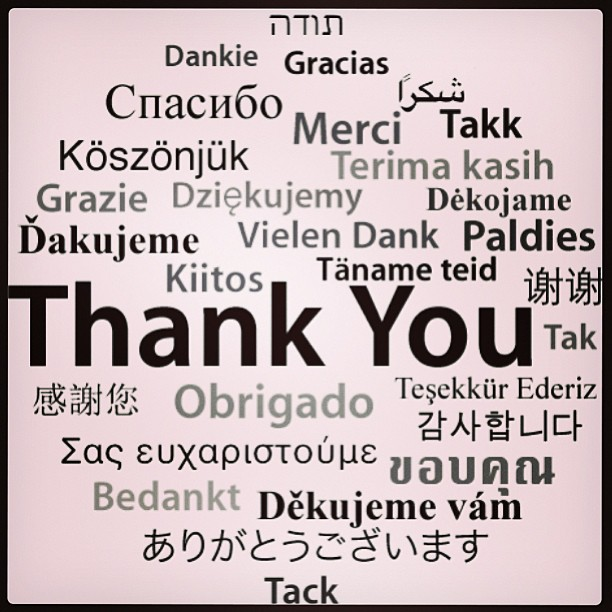 תודה
Dankie
Gracias
Спасибо
شكراً
Merci
Takk
Köszönjük
Terima kasih
Grazie
Dziękujemy
Dėkojame
Ďakujeme
Vielen Dank
Paldies
Kiitos
Täname teid
谢谢
Thank You
Tak
感謝您
Obrigado
Teşekkür Ederiz
감사합니다
Σας ευχαριστούμε
ขอบคุณ
Bedankt
Děkujeme vám
ありがとうございます
Tack